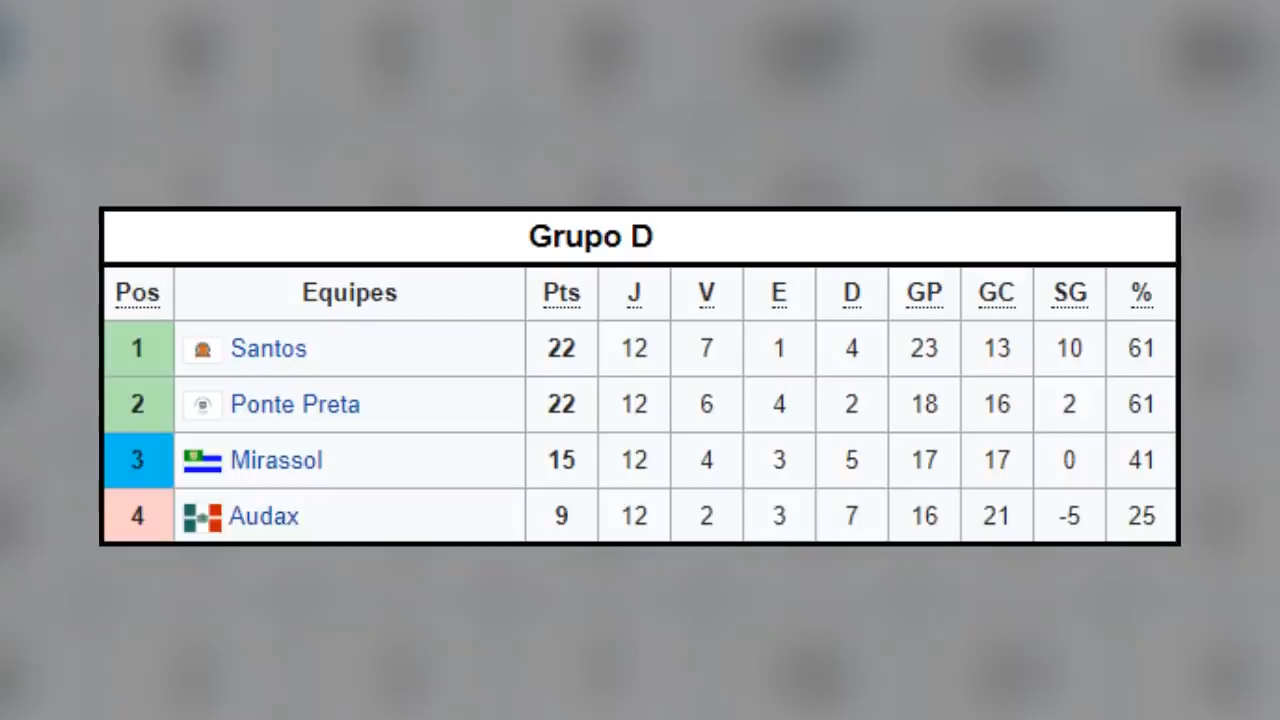 Grupo D
Pos Equipes Pts J V E D GP GC SG %
1 Santos 22 12 7 1 4 23 13 10 61
2 Ponte Preta 22 12 6 4 2 18 16 2 61
3 Mirassol 15 12 4 3 5 17 17 0 41
4 Audax 9 12 2 3 7 16 21 -5 25